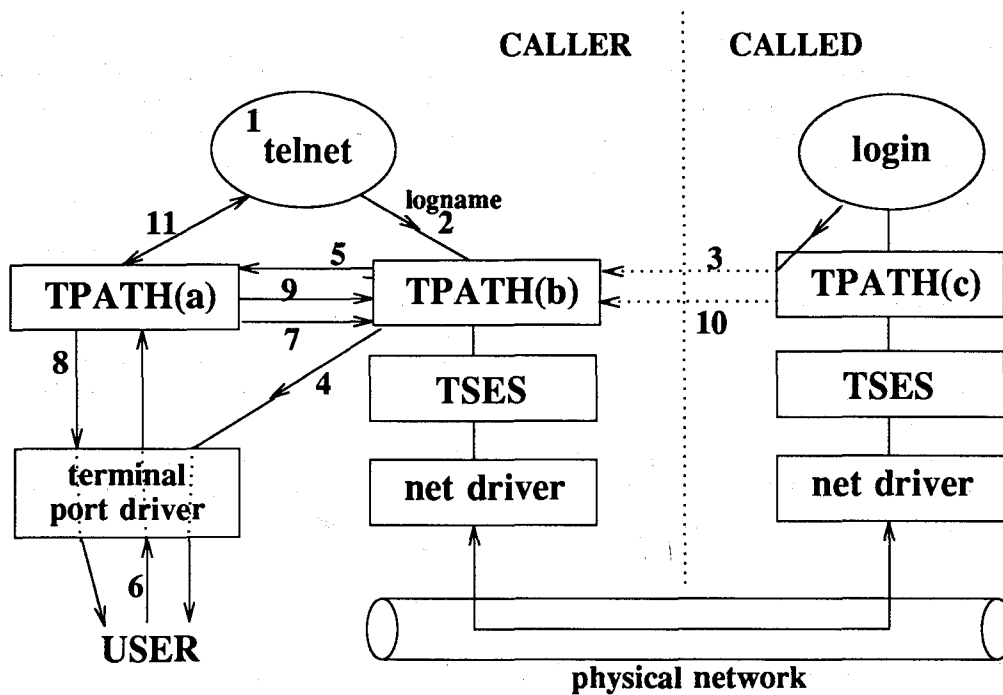 CALLER
CALLED
1
telnet
login
logname
2
11
5
3
TPATH(a)
9
TPATH(b)
TPATH(c)
7
10
8
4
TSES
TSES
terminal
port driver
net driver
net driver
6
USER
physical network